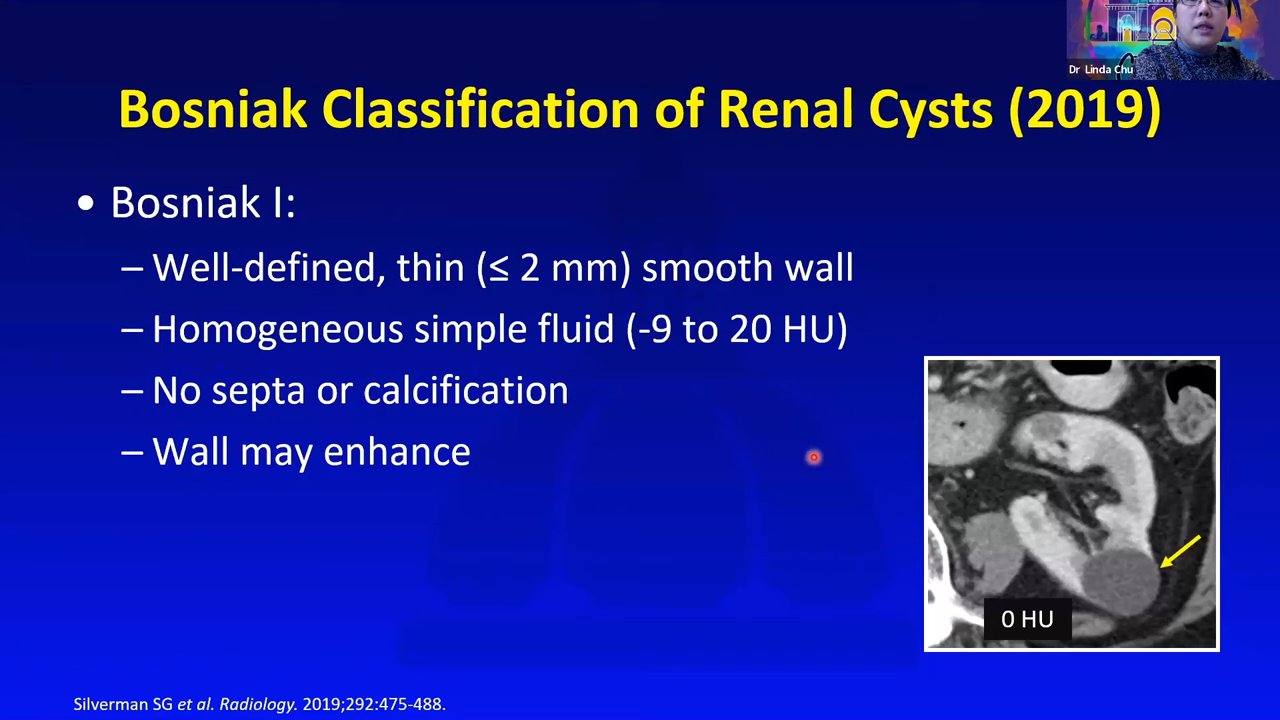 Dr Linda Chu
Bosniak Classification of Renal Cysts (2019)
• Bosniak I:
– Well-defined, thin (≤ 2 mm) smooth wall
– Homogeneous simple fluid (-9 to 20 HU)
– No septa or calcification
– Wall may enhance
0 HU
Silverman SG et al. Radiology. 2019;292:475-488.